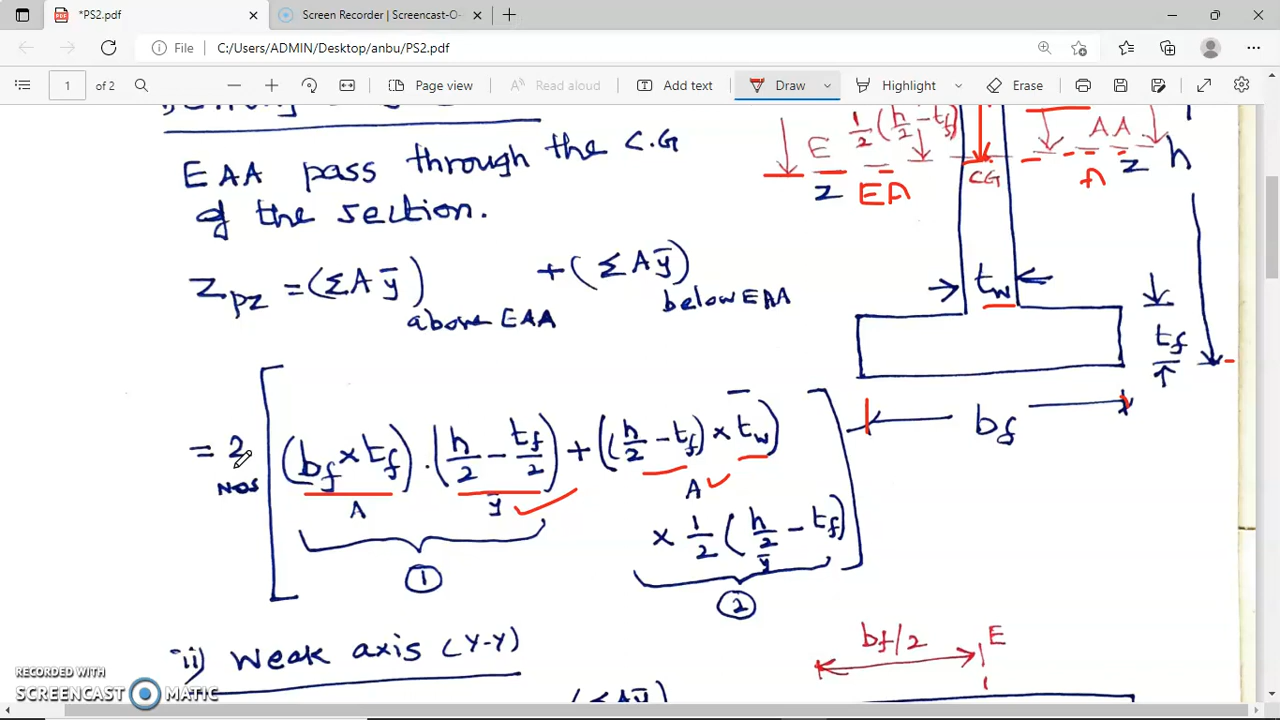 *PS2.pdf
Screen Recorder | Screencast-O-
File
C:/Users/ADMIN/Desktop/anbu/PS2.pdf
1 of 2
Page view
Read aloud
Add text
Draw
Highlight
Erase
EAA pass through the C.G
of the section.
Zpz = (ΣAȳ) above EAA + (ΣAȳ) below EAA
= 2 [(bf × tf) . (h/2 - tf/2) + ((h/2 - tf) × tw)
Nos
A
ȳ
A
× 1/2 (h/2 - tf)]
ȳ
①
②
ii) Weak axis (Y-Y)
(ΣAȳ)
1/2 (h/2 - tf)
E
AA
Z
EA
CG
A
Z
h
tw
tf
bf
bf/2
E
RECORDED WITH
SCREENCAST MATIC